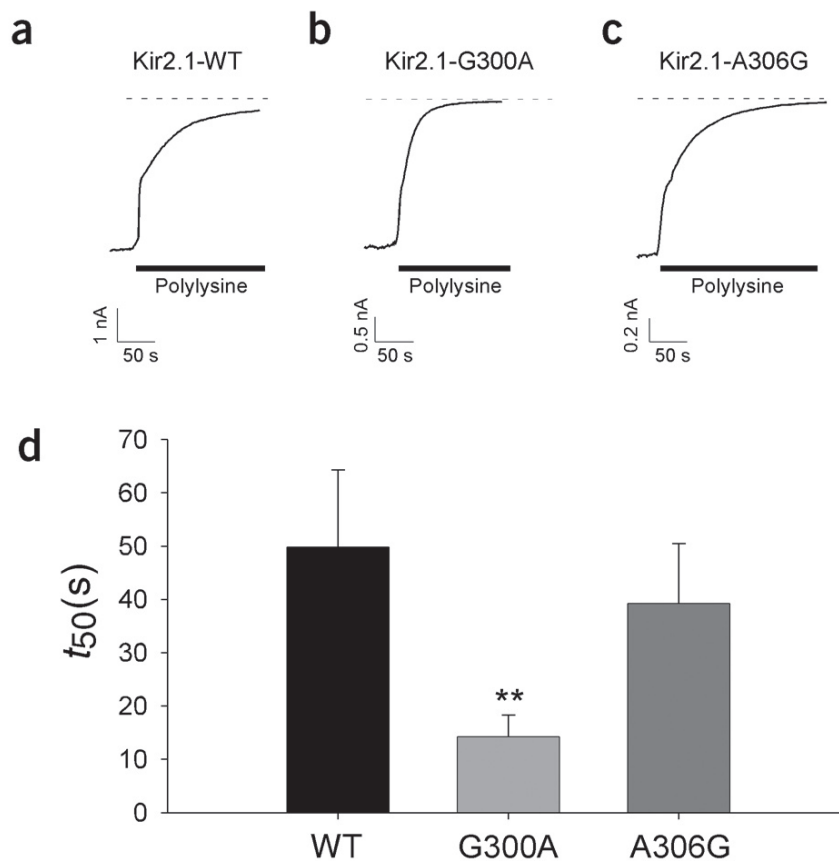 a
Kir2.1-WT
Polylysine
1 nA
50 s
b
Kir2.1-G300A
Polylysine
0.5 nA
50 s
c
Kir2.1-A306G
Polylysine
0.2 nA
50 s
d
t50(s)
70
60
50
40
30
20
10
0
**
WT
G300A
A306G